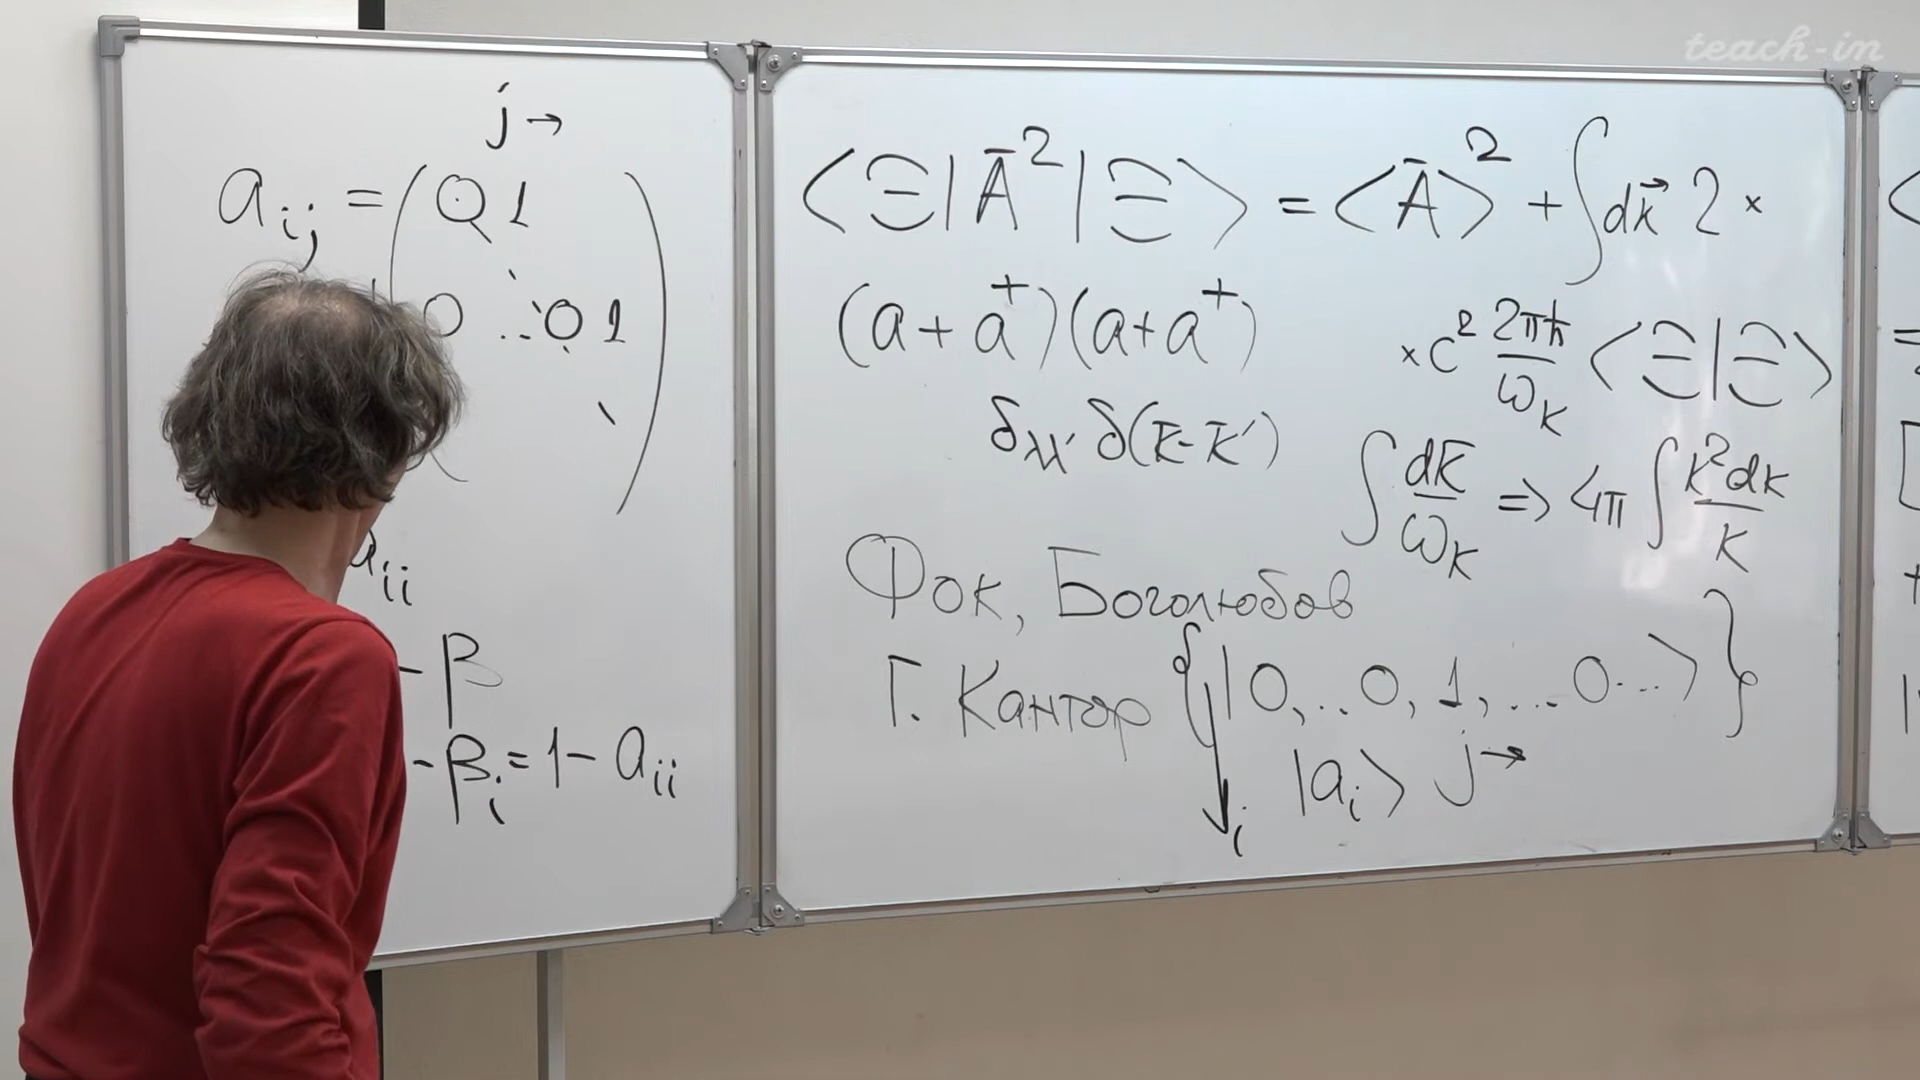 teach-in
j →
a_ij = ( 0 1
0 ... 0 1 )
a_ii
- β
- β_i = 1 - a_ii
⟨Ξ| Ā² |Ξ⟩ = ⟨Ā⟩² + ∫ dk⃗ 2 ×
(a + a⁺)(a + a⁺)
× c² 2πħ/ω_k ⟨Ξ|Ξ⟩
δ_λλ' δ(k̄ - k̄')
∫ dk̄/ω_k ⇒ 4π ∫ k²dk/k
Фок, Боголюбов
Г. Кантор { |0, .. 0, 1, ... 0 ... ⟩ }
↓ i |a_i⟩ j →